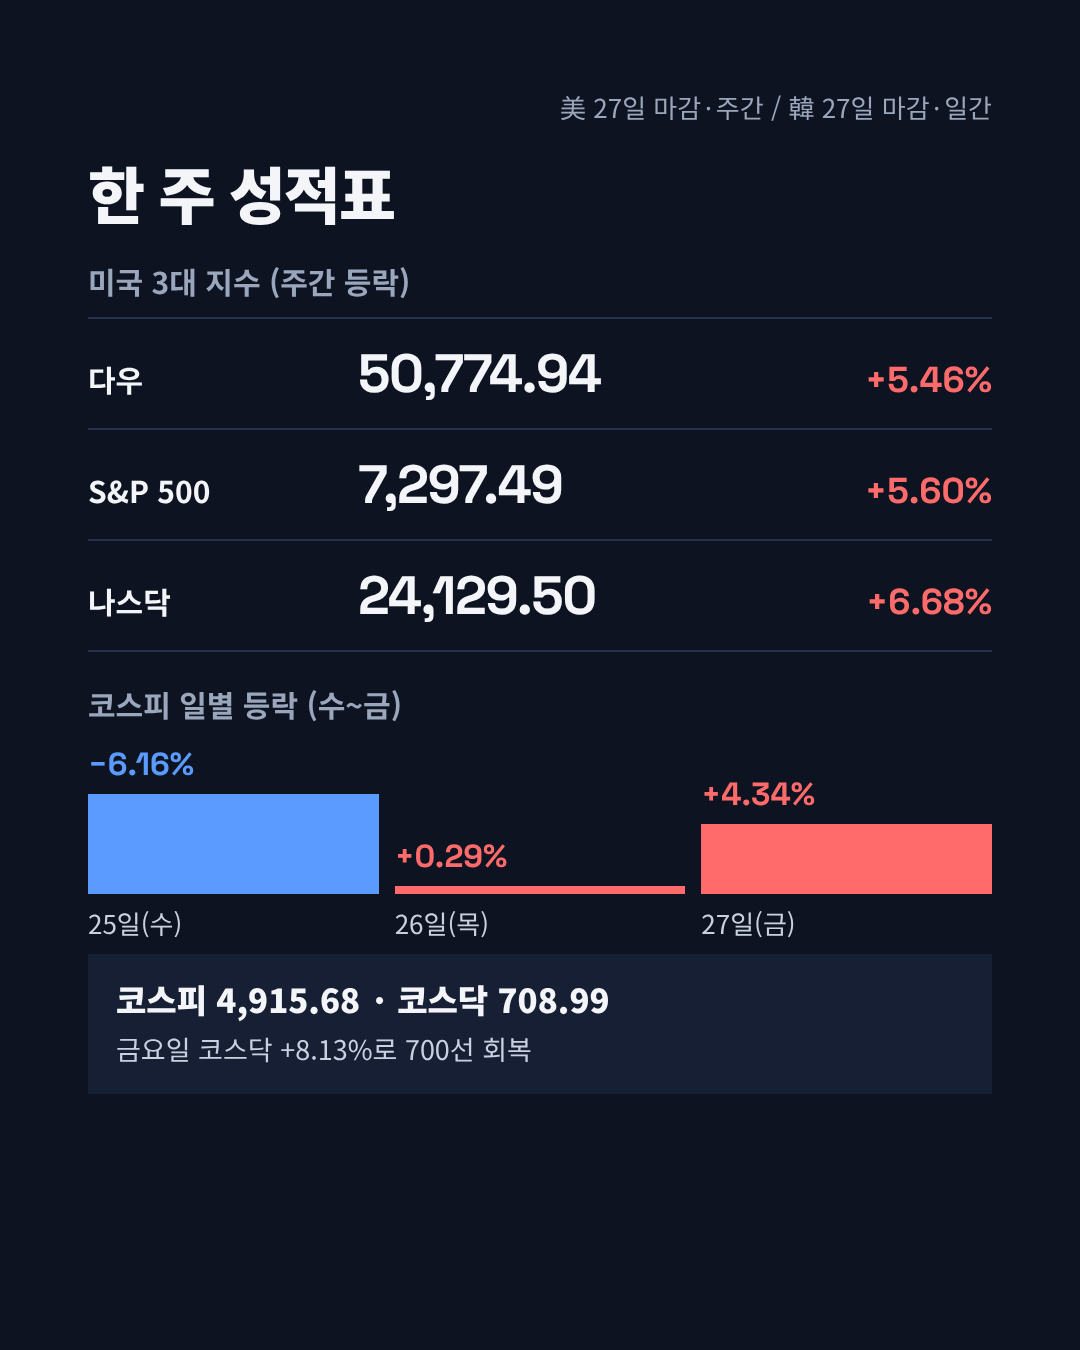 美 27일 마감·주간 / 韓 27일 마감·일간
한 주 성적표
미국 3대 지수 (주간 등락)
다우 50,774.94 +5.46%
S&P 500 7,297.49 +5.60%
나스닥 24,129.50 +6.68%
코스피 일별 등락 (수~금)
-6.16% +0.29% +4.34%
25일(수) 26일(목) 27일(금)
코스피 4,915.68 · 코스닥 708.99
금요일 코스닥 +8.13%로 700선 회복